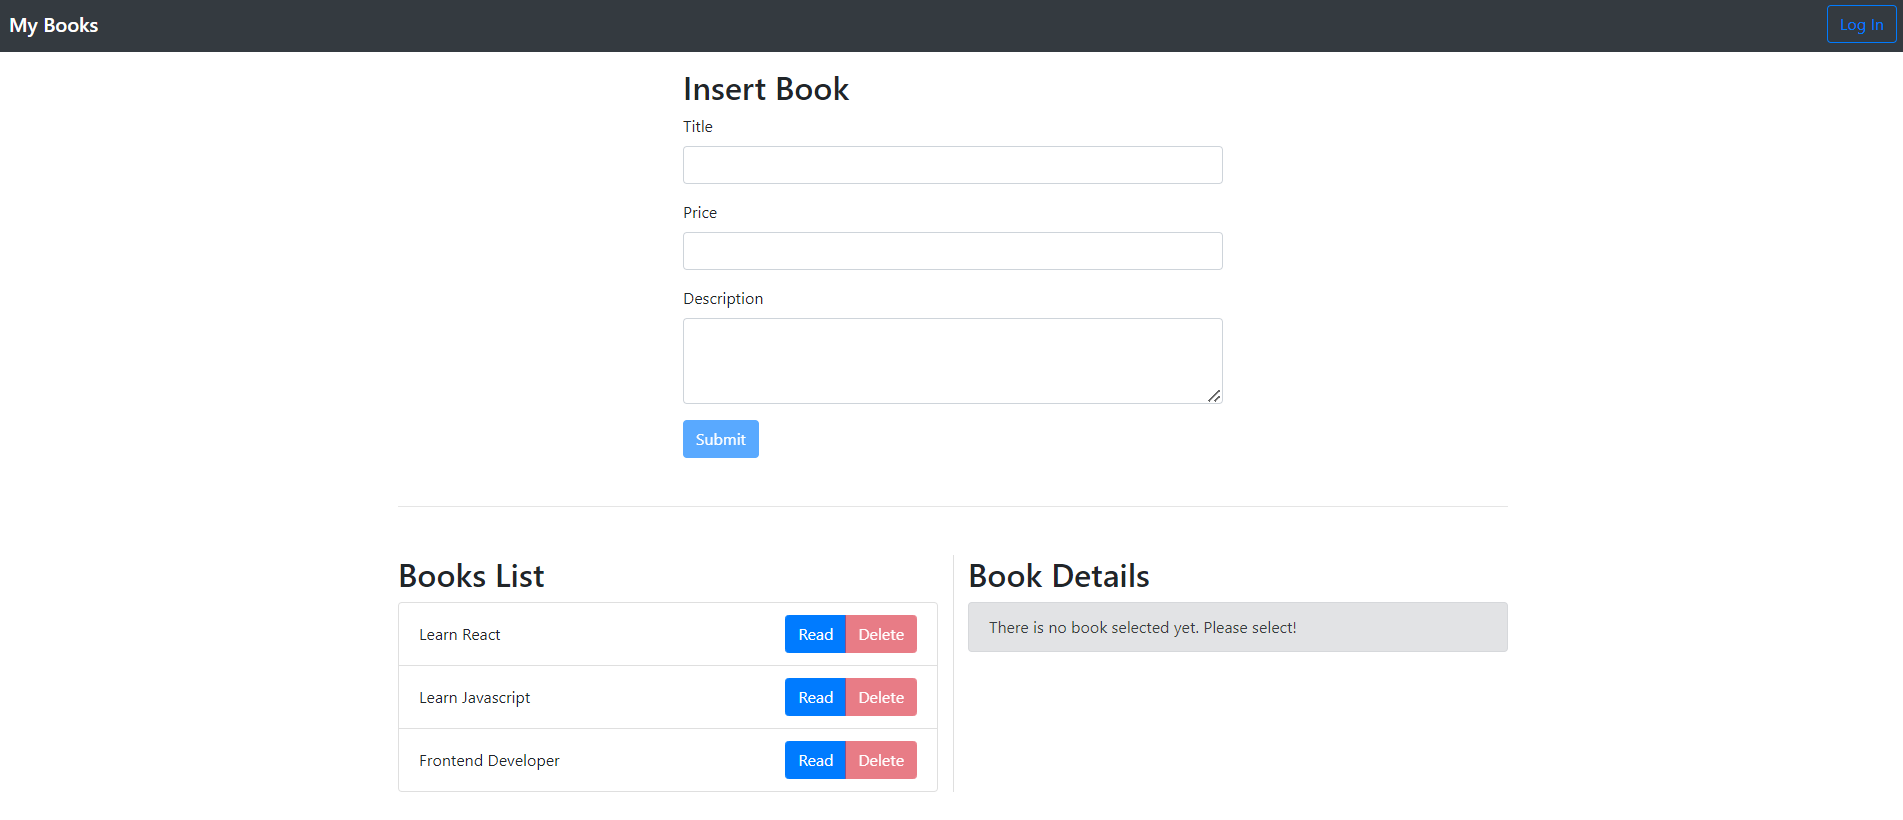 My Books
Log In
Insert Book
Title
Price
Description
Submit
Books List
Learn React
Read Delete
Learn Javascript
Read Delete
Frontend Developer
Read Delete
Book Details
There is no book selected yet. Please select!